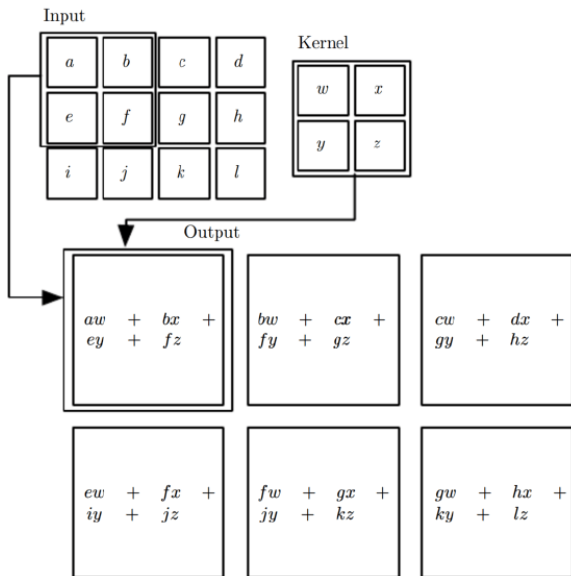 Input
a b c d
e f g h
i j k l
Kernel
w x
y z
Output
aw + bx +
ey + fz
bw + cx +
fy + gz
cw + dx +
gy + hz
ew + fx +
iy + jz
fw + gx +
jy + kz
gw + hx +
ky + lz